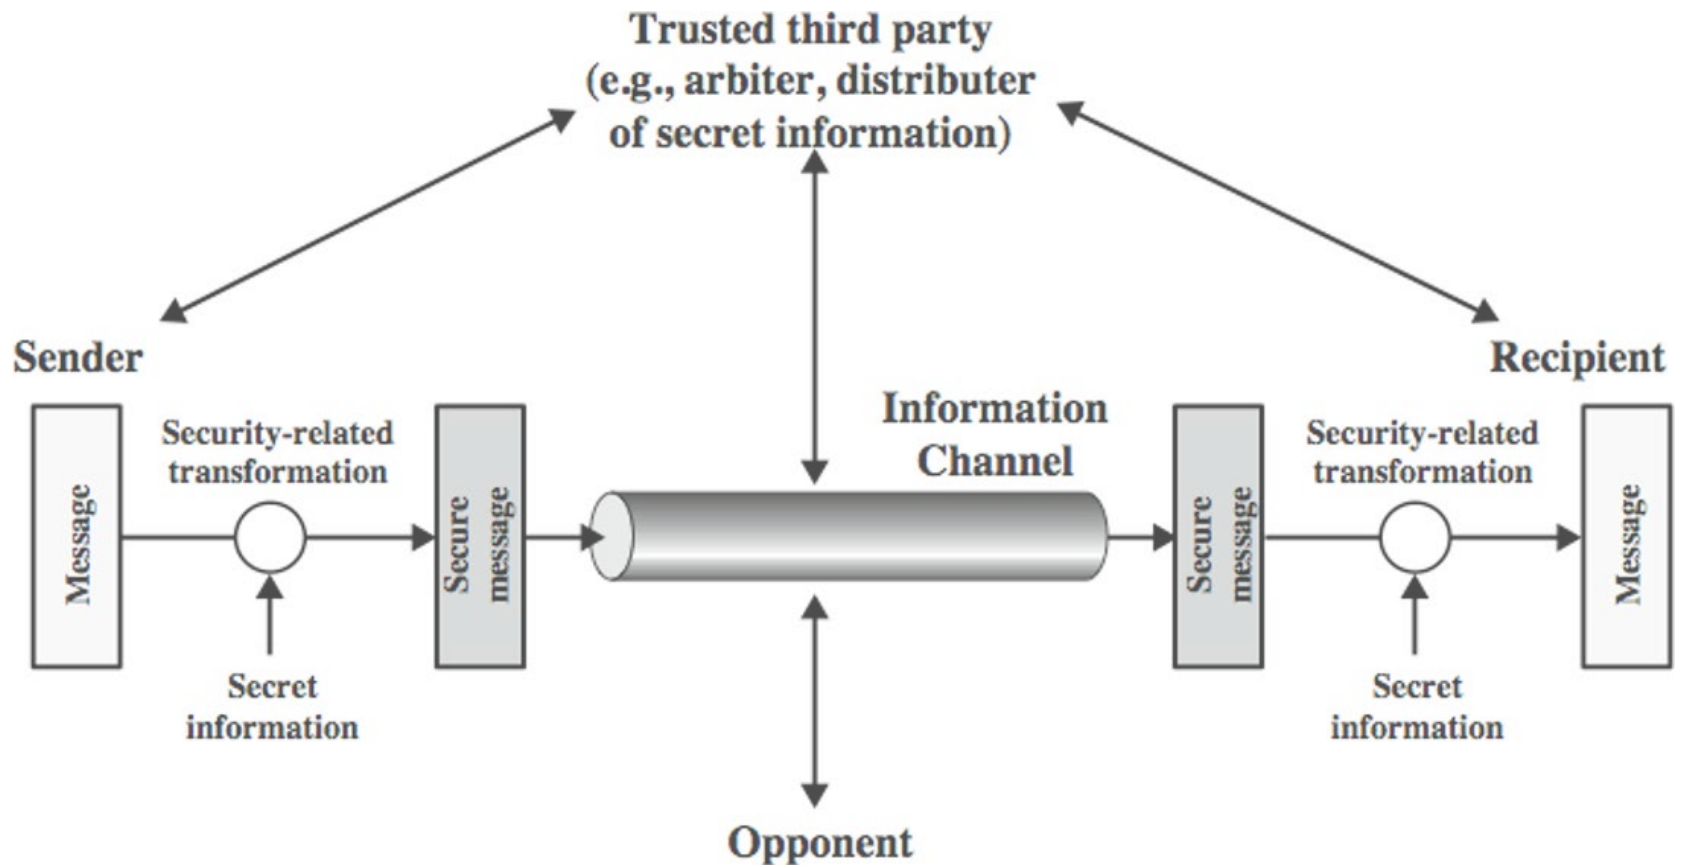 Trusted third party
(e.g., arbiter, distributer
of secret information)
Sender
Recipient
Information
Channel
Security-related
transformation
Security-related
transformation
Message
Secure
message
Secure
message
Message
Secret
information
Secret
information
Opponent